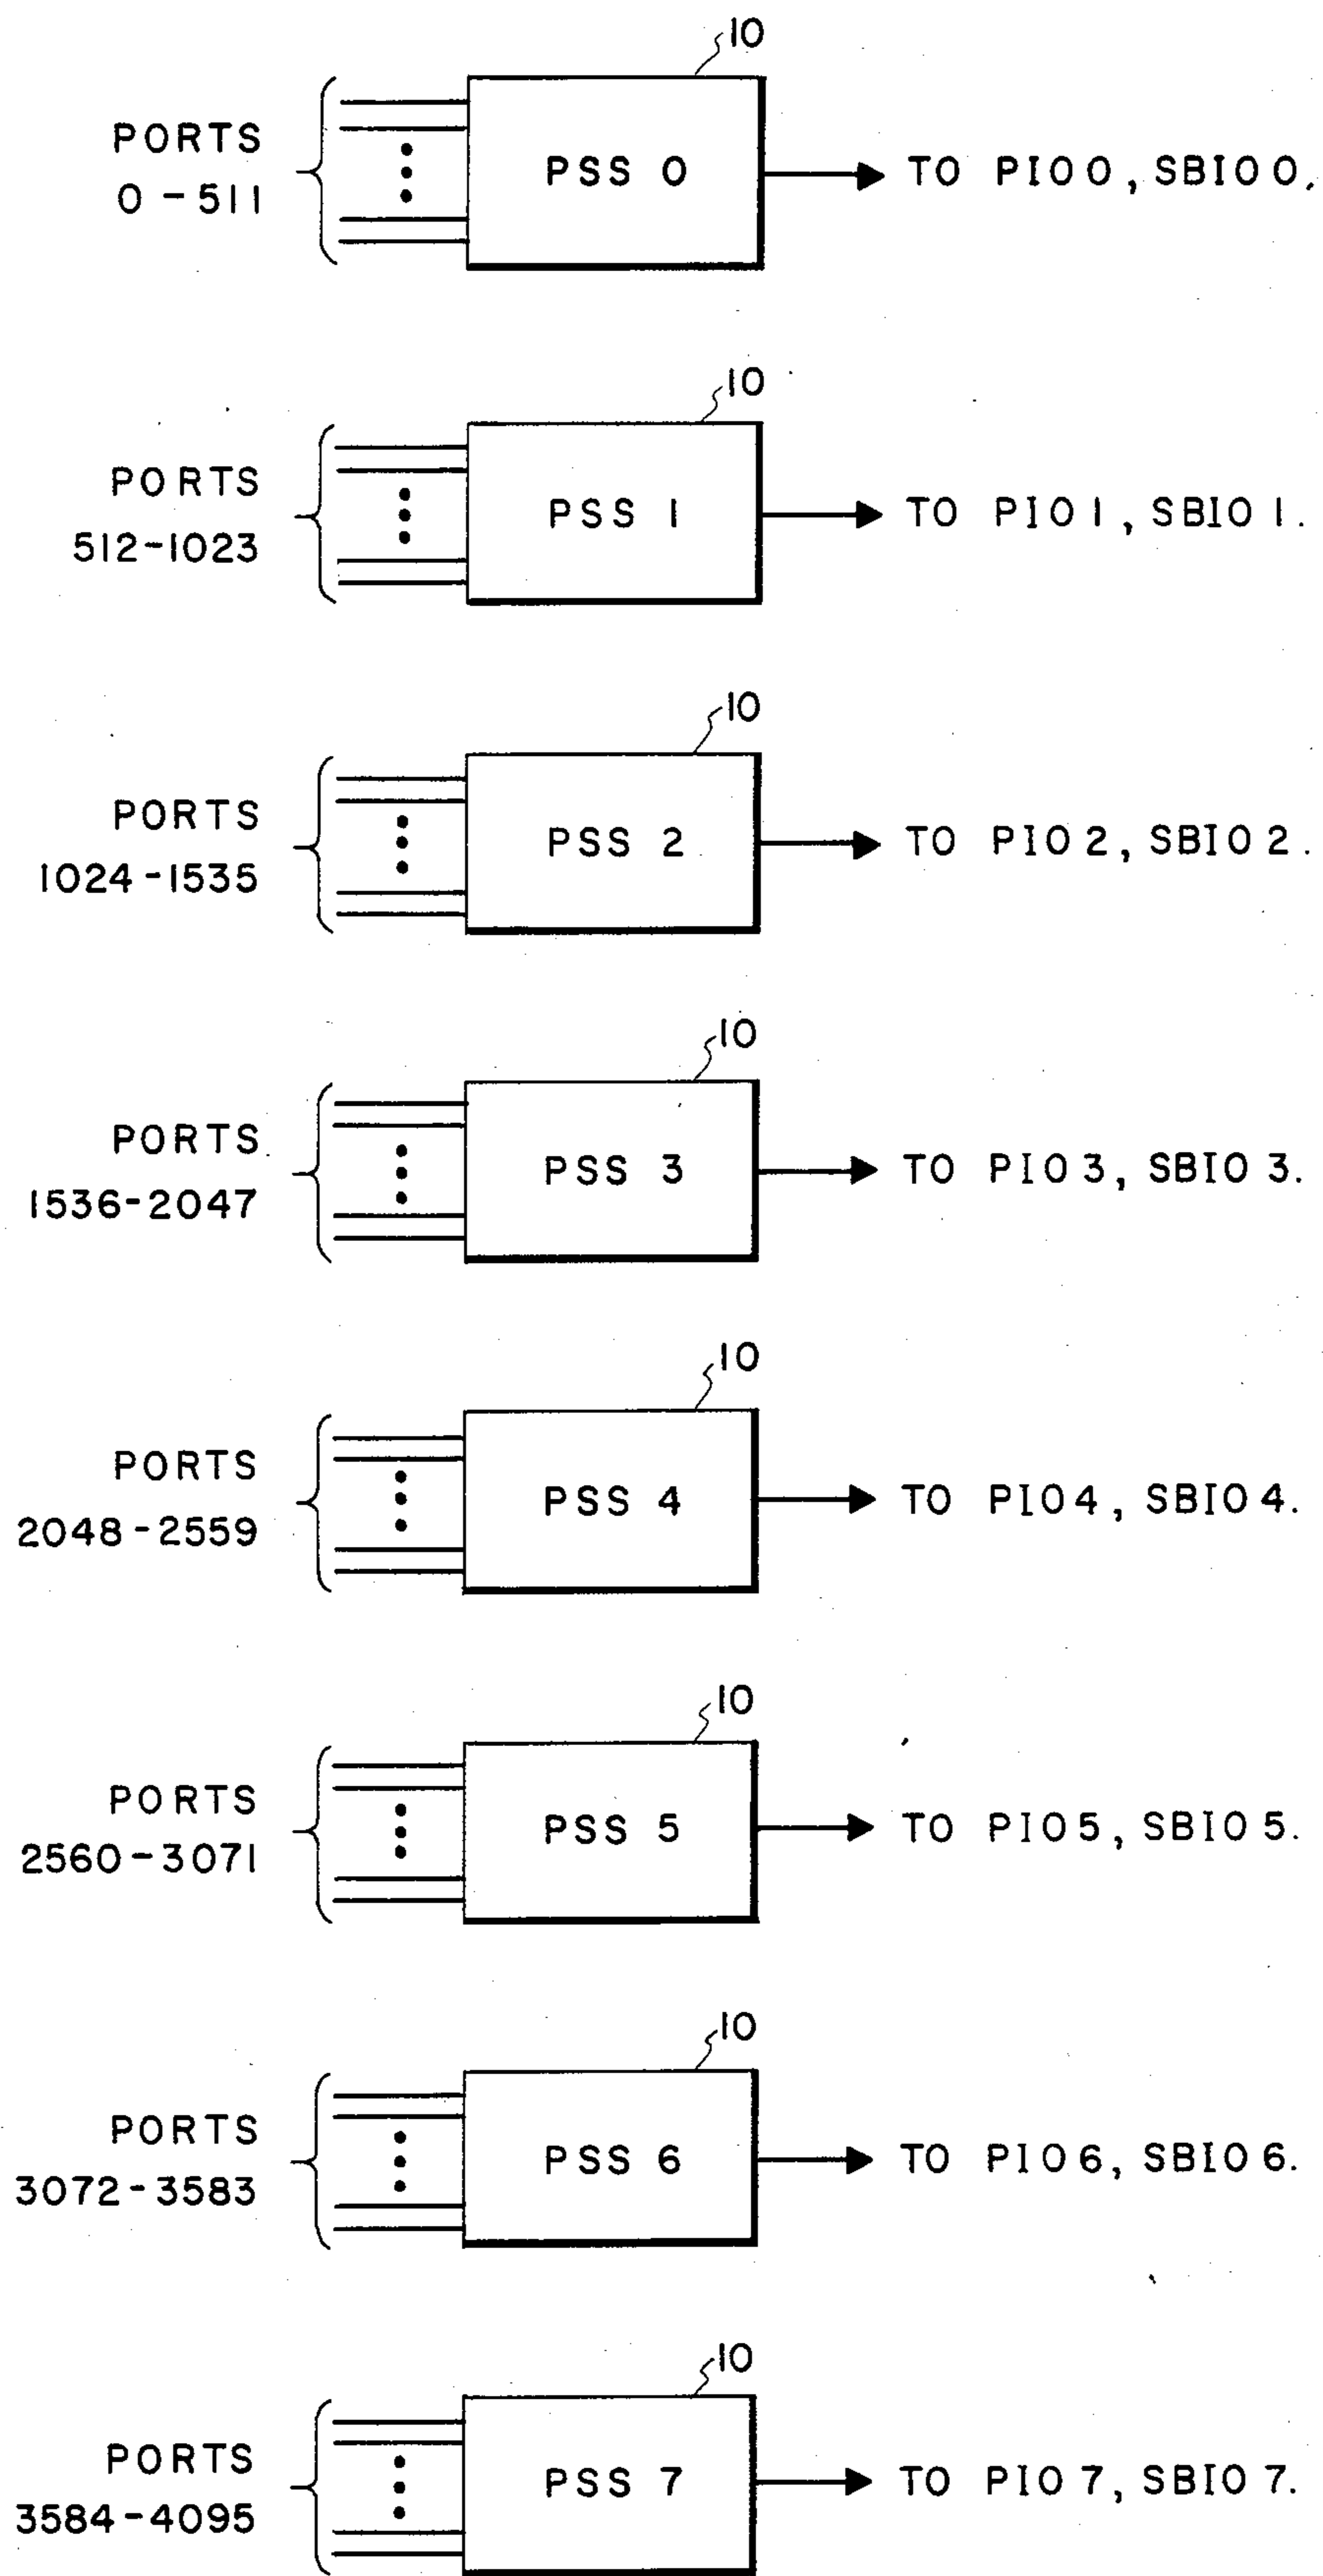 10
PORTS
0-511
PSS 0
TO PIO 0, SBIO 0.
10
PORTS
512-1023
PSS 1
TO PIO 1, SBIO 1.
10
PORTS
1024-1535
PSS 2
TO PIO 2, SBIO 2.
10
PORTS
1536-2047
PSS 3
TO PIO 3, SBIO 3.
10
PORTS
2048-2559
PSS 4
TO PIO 4, SBIO 4.
10
PORTS
2560-3071
PSS 5
TO PIO 5, SBIO 5.
10
PORTS
3072-3583
PSS 6
TO PIO 6, SBIO 6.
10
PORTS
3584-4095
PSS 7
TO PIO 7, SBIO 7.